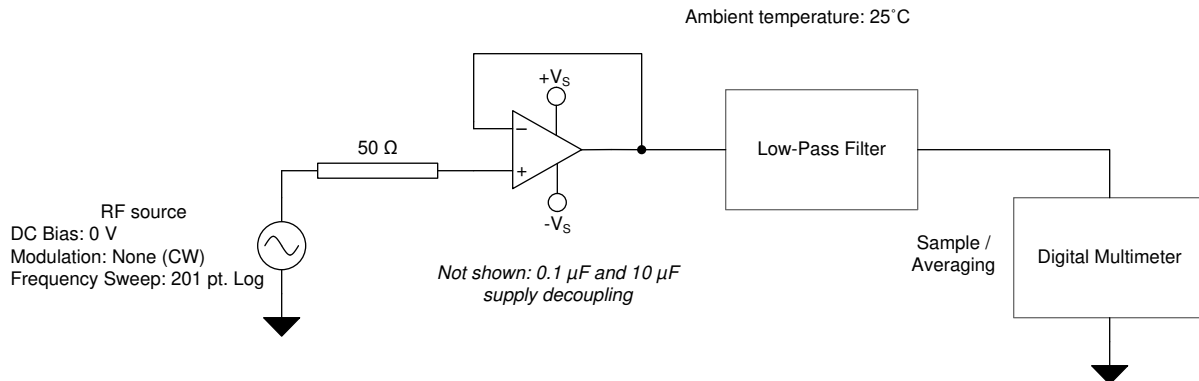 Ambient temperature: 25˚C
+VS
−
50 Ω
+
Low-Pass Filter
-VS
RF source
DC Bias: 0 V
Modulation: None (CW)
Frequency Sweep: 201 pt. Log
Not shown: 0.1 µF and 10 µF
supply decoupling
Sample /
Averaging
Digital Multimeter